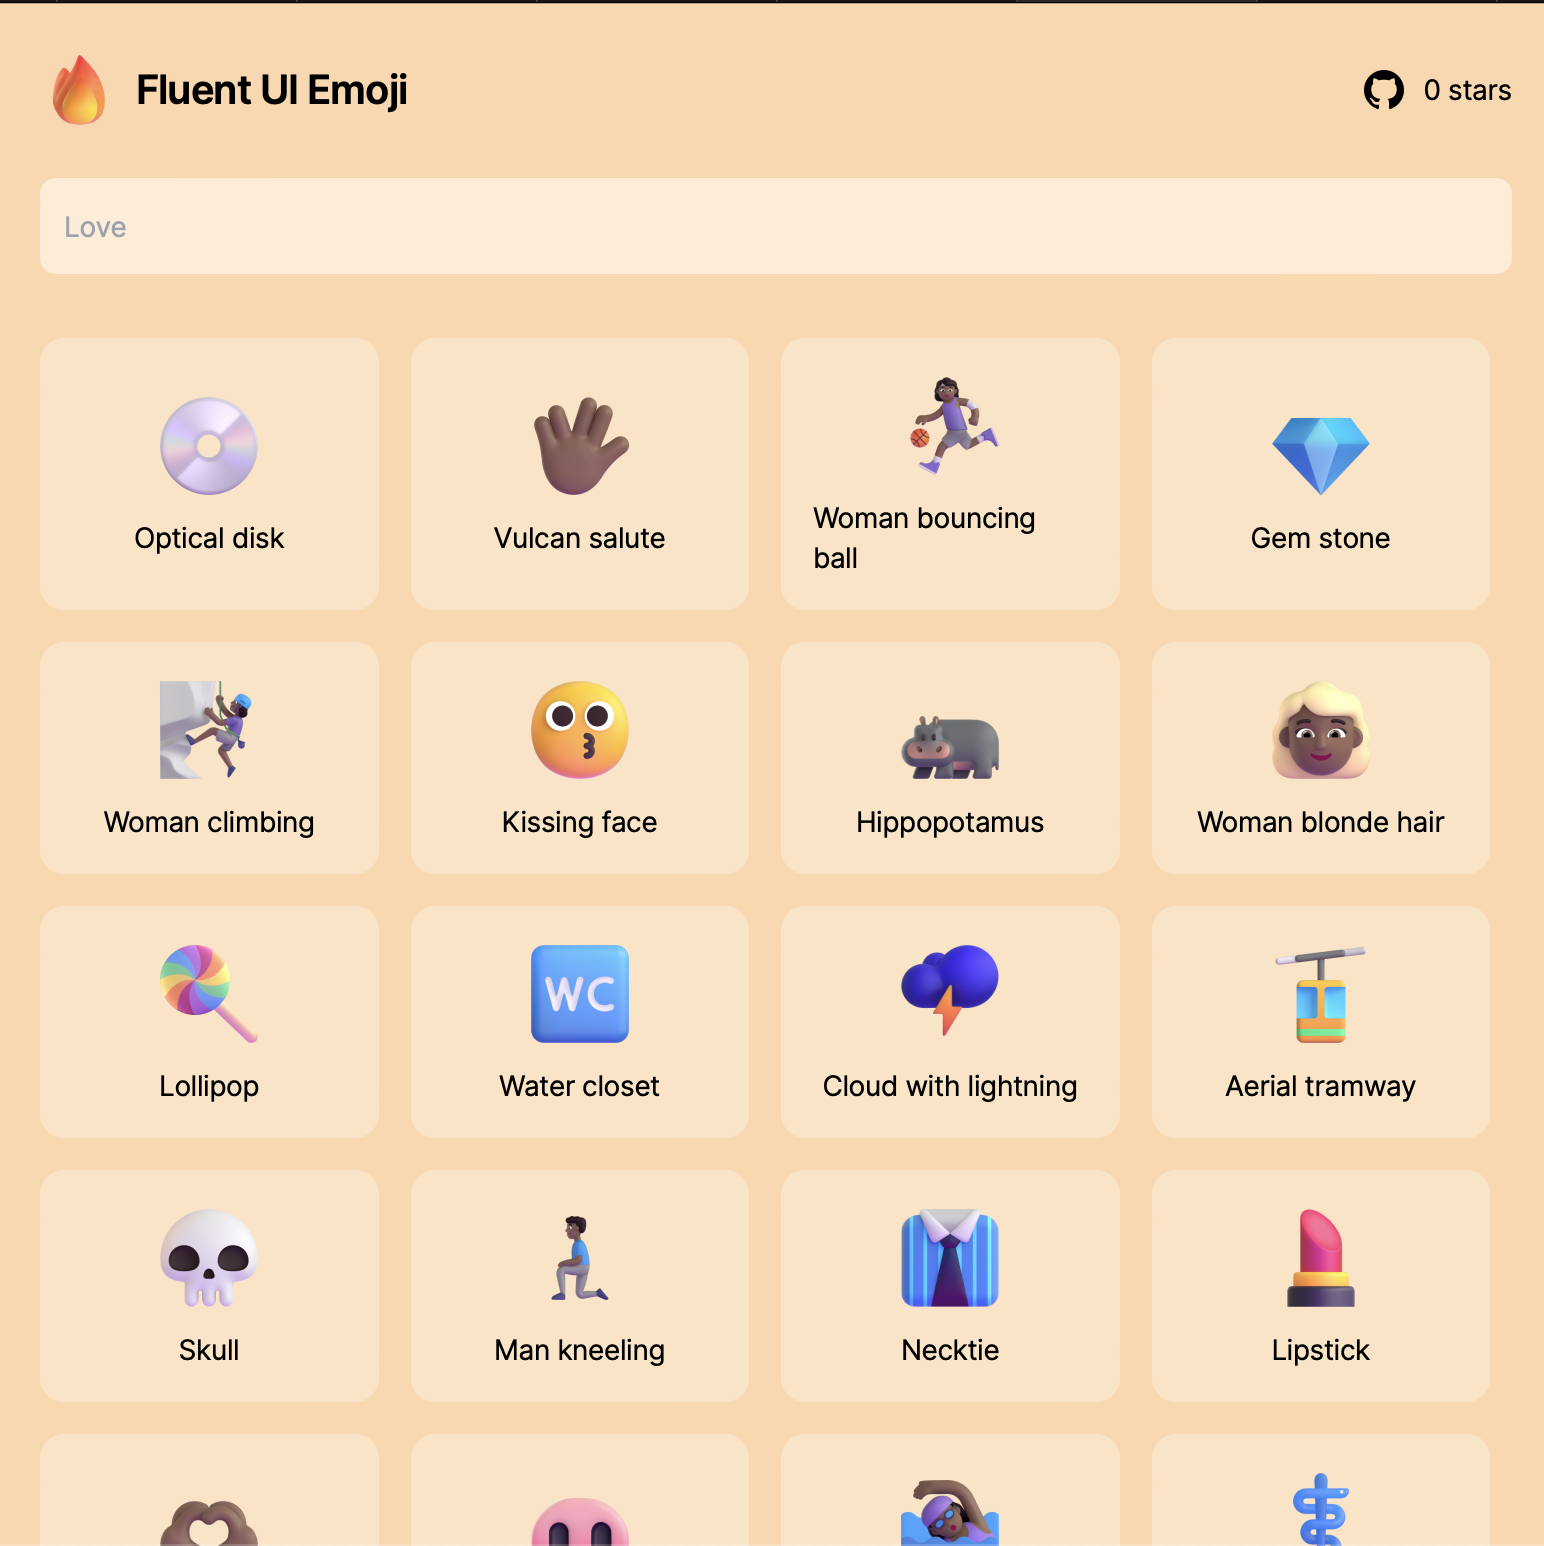 Fluent UI Emoji
0 stars
Love
Optical disk
Vulcan salute
Woman bouncing
ball
Gem stone
Woman climbing
Kissing face
Hippopotamus
Woman blonde hair
Lollipop
WC
Water closet
Cloud with lightning
Aerial tramway
Skull
Man kneeling
Necktie
Lipstick